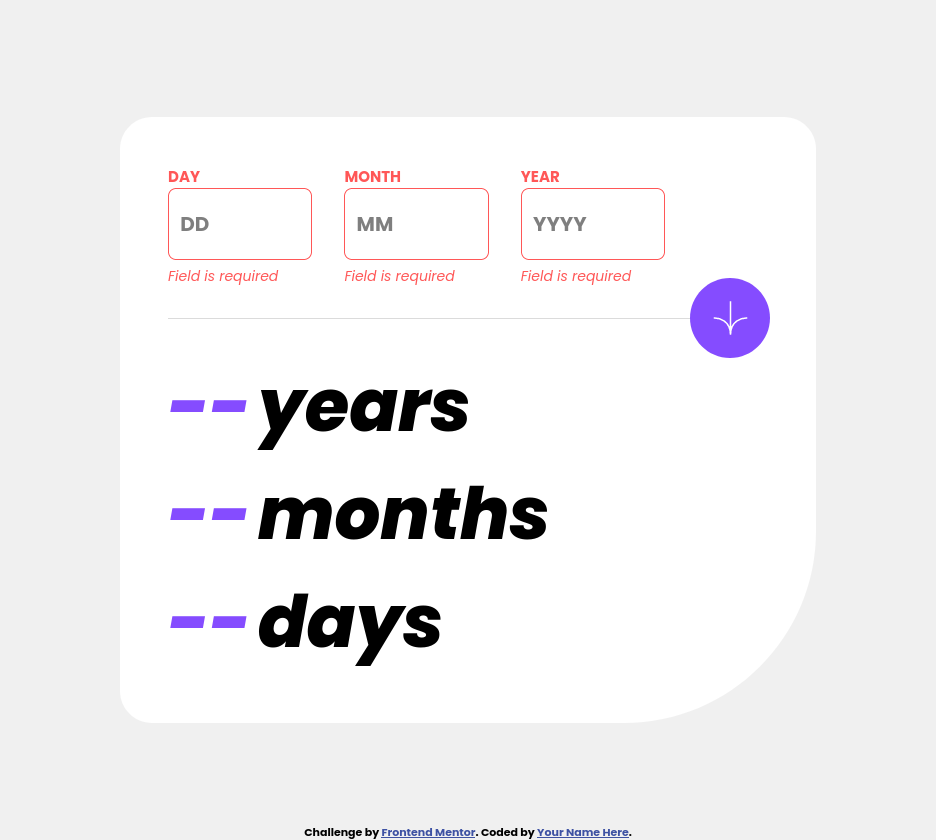 DAY MONTH YEAR
DD MM YYYY
Field is required Field is required Field is required
--years
--months
--days
Challenge by Frontend Mentor. Coded by Your Name Here.